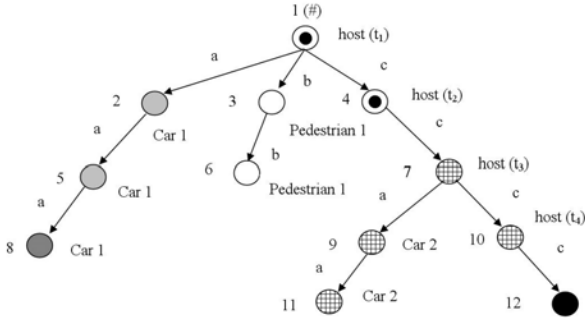 1 (#)
host (t₁)
a
b
c
2
3
4
host (t₂)
Car 1
Pedestrian 1
a
b
c
5
6
7
host (t₃)
Car 1
Pedestrian 1
a
a
c
8
Car 1
9
Car 2
10
host (t₄)
a
c
11
Car 2
12